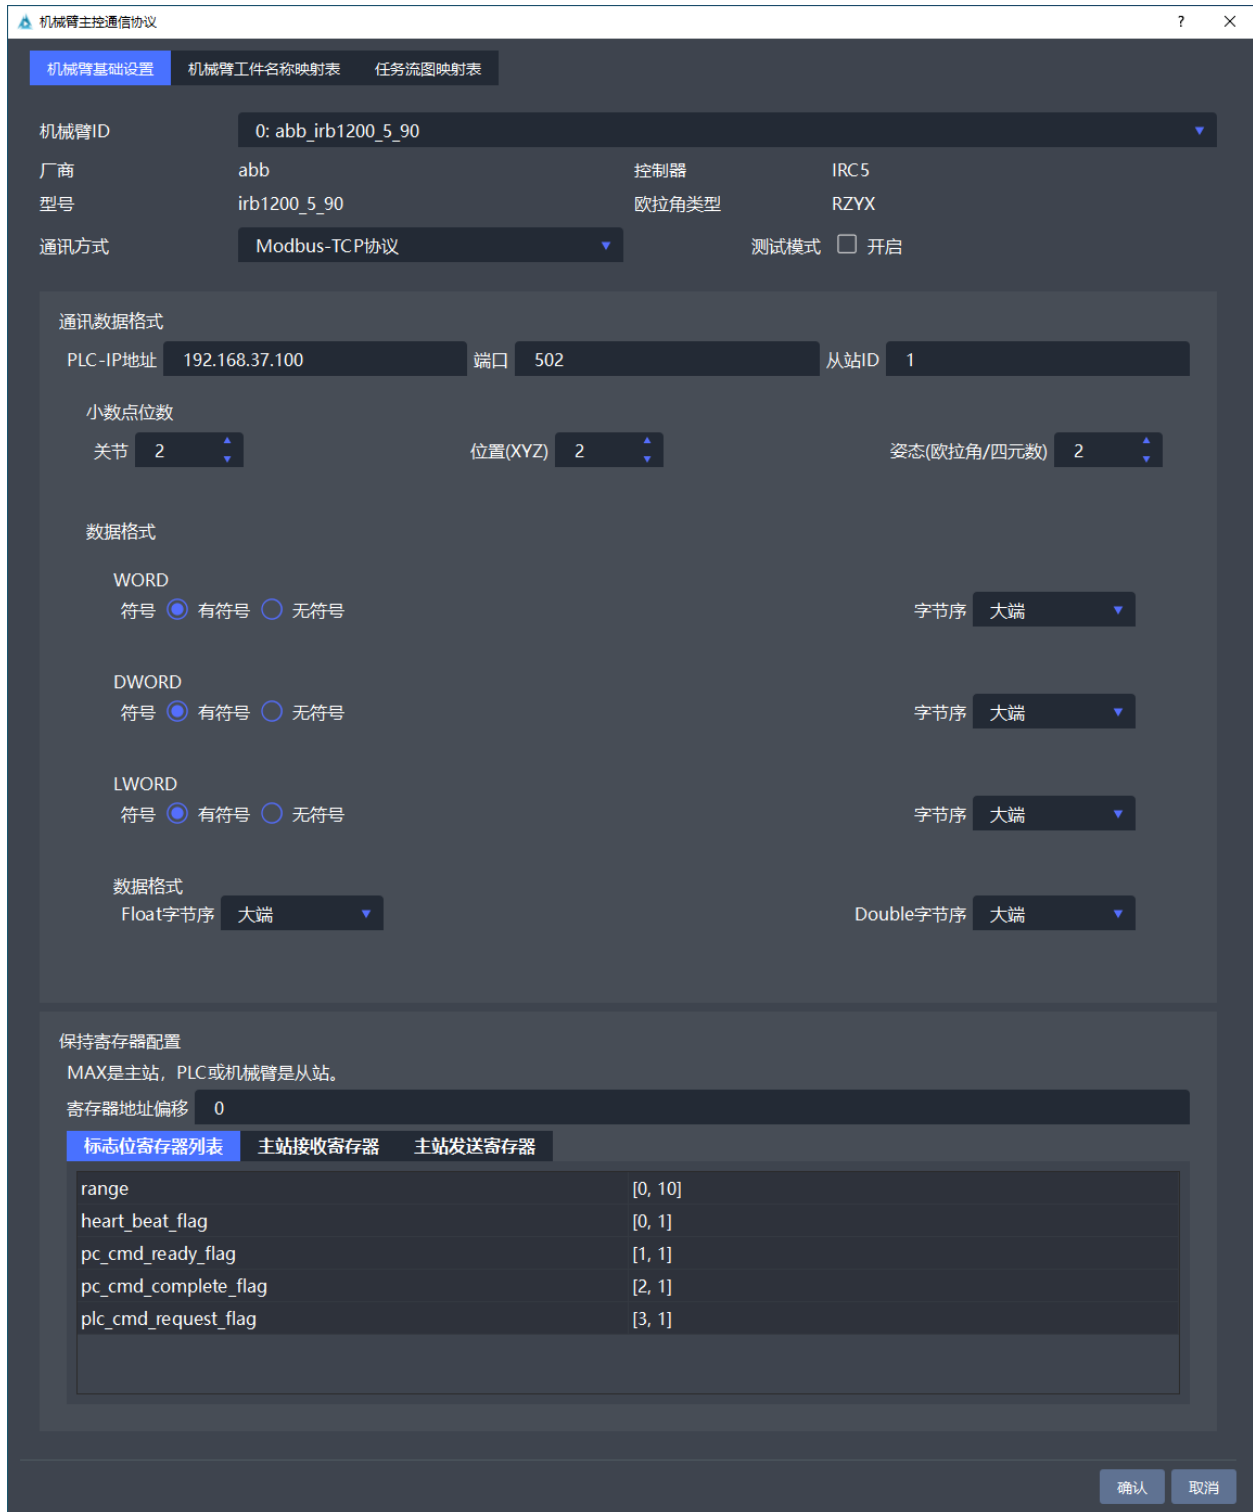 机械臂主控通信协议 ?
机械臂基础设置 机械臂工件名称映射表 任务流图映射表
机械臂ID 0: abb_irb1200_5_90
厂商 abb 控制器 IRC5
型号 irb1200_5_90 欧拉角类型 RZYX
通讯方式 Modbus-TCP协议 测试模式 开启
通讯数据格式
PLC-IP地址 192.168.37.100 端口 502 从站ID 1
小数点位数
关节 2 位置(XYZ) 2 姿态(欧拉角/四元数) 2
数据格式
WORD
符号 有符号 无符号 字节序 大端
DWORD
符号 有符号 无符号 字节序 大端
LWORD
符号 有符号 无符号 字节序 大端
数据格式
Float字节序 大端 Double字节序 大端
保持寄存器配置
MAX是主站，PLC或机械臂是从站。
寄存器地址偏移 0
标志位寄存器列表 主站接收寄存器 主站发送寄存器
range [0, 10]
heart_beat_flag [0, 1]
pc_cmd_ready_flag [1, 1]
pc_cmd_complete_flag [2, 1]
plc_cmd_request_flag [3, 1]
确认 取消